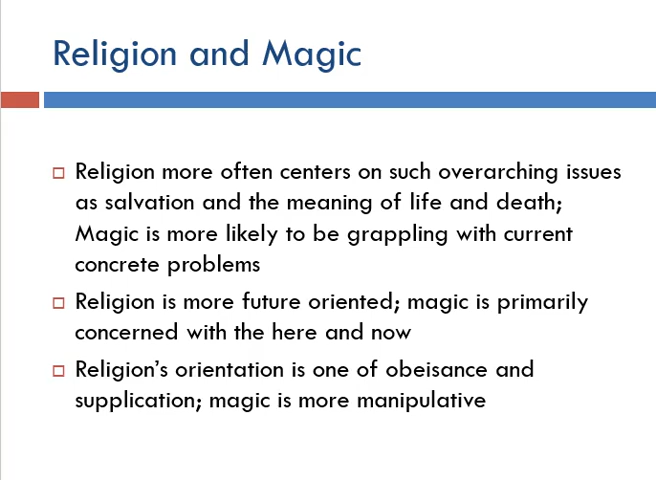 Religion and Magic
Religion more often centers on such overarching issues
as salvation and the meaning of life and death;
Magic is more likely to be grappling with current
concrete problems
Religion is more future oriented; magic is primarily
concerned with the here and now
Religion’s orientation is one of obeisance and
supplication; magic is more manipulative